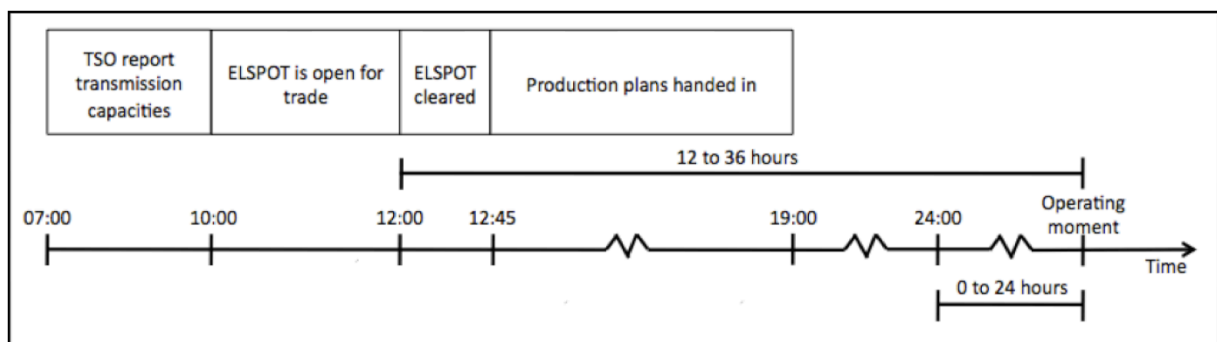 TSO report
transmission
capacities
ELSPOT is open for
trade
ELSPOT
cleared
Production plans handed in
12 to 36 hours
07:00
10:00
12:00
12:45
19:00
24:00
Operating
moment
Time
0 to 24 hours